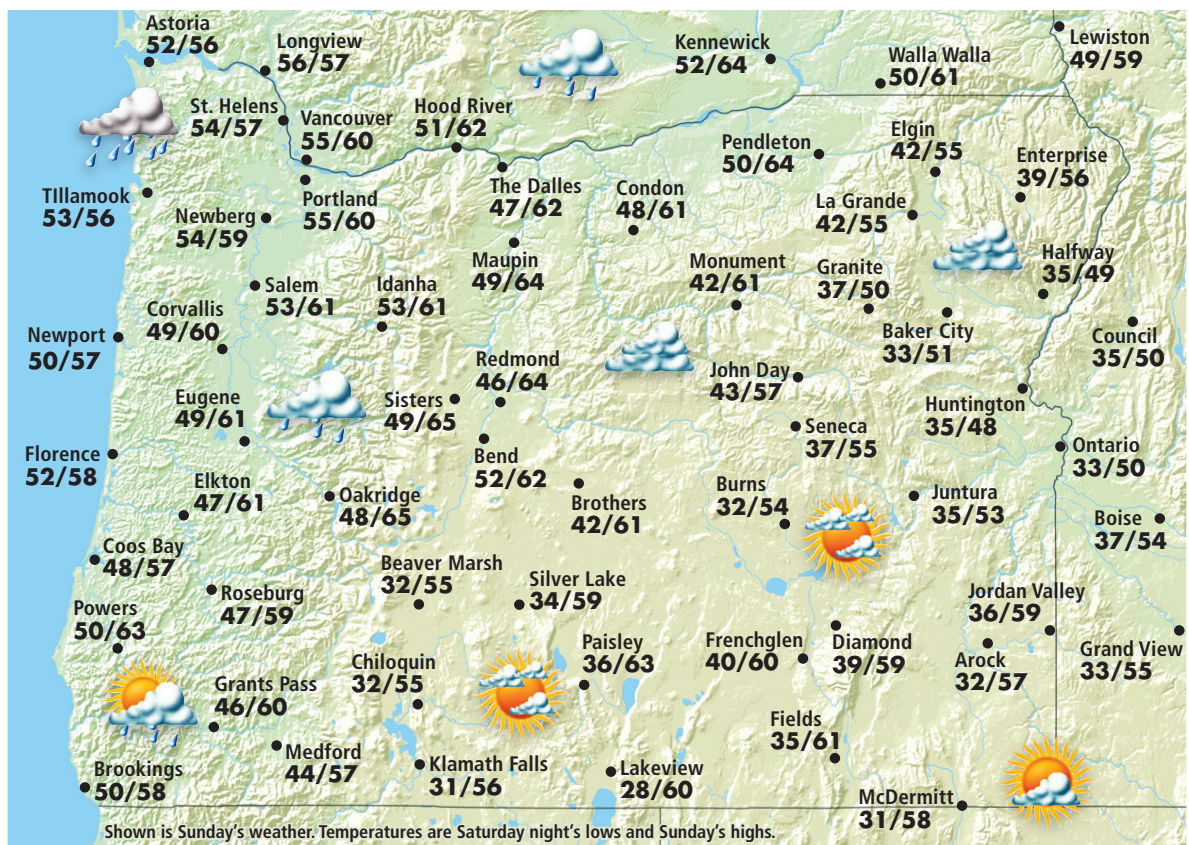 Astoria
52/56
Longview
56/57
Kennewick
52/64
Walla Walla
50/61
Lewiston
49/59
St. Helens
54/57
Vancouver
55/60
Hood River
51/62
Pendleton
50/64
Elgin
42/55
Enterprise
39/56
TIllamook
53/56
Newberg
54/59
Portland
55/60
The Dalles
47/62
Condon
48/61
La Grande
42/55
Maupin
49/64
Monument
42/61
Granite
37/50
Halfway
35/49
Salem
53/61
Idanha
53/61
Corvallis
49/60
Newport
50/57
Baker City
33/51
Council
35/50
Redmond
46/64
John Day
43/57
Eugene
49/61
Sisters
49/65
Huntington
35/48
Seneca
37/55
Ontario
33/50
Florence
52/58
Bend
52/62
Elkton
47/61
Oakridge
48/65
Brothers
42/61
Burns
32/54
Juntura
35/53
Boise
37/54
Coos Bay
48/57
Beaver Marsh
32/55
Silver Lake
34/59
Roseburg
47/59
Jordan Valley
36/59
Powers
50/63
Paisley
36/63
Frenchglen
40/60
Diamond
39/59
Arock
32/57
Grand View
33/55
Chiloquin
32/55
Grants Pass
46/60
Fields
35/61
Medford
44/57
Klamath Falls
31/56
Lakeview
28/60
Brookings
50/58
McDermitt
31/58
Shown is Sunday's weather. Temperatures are Saturday night's lows and Sunday's highs.